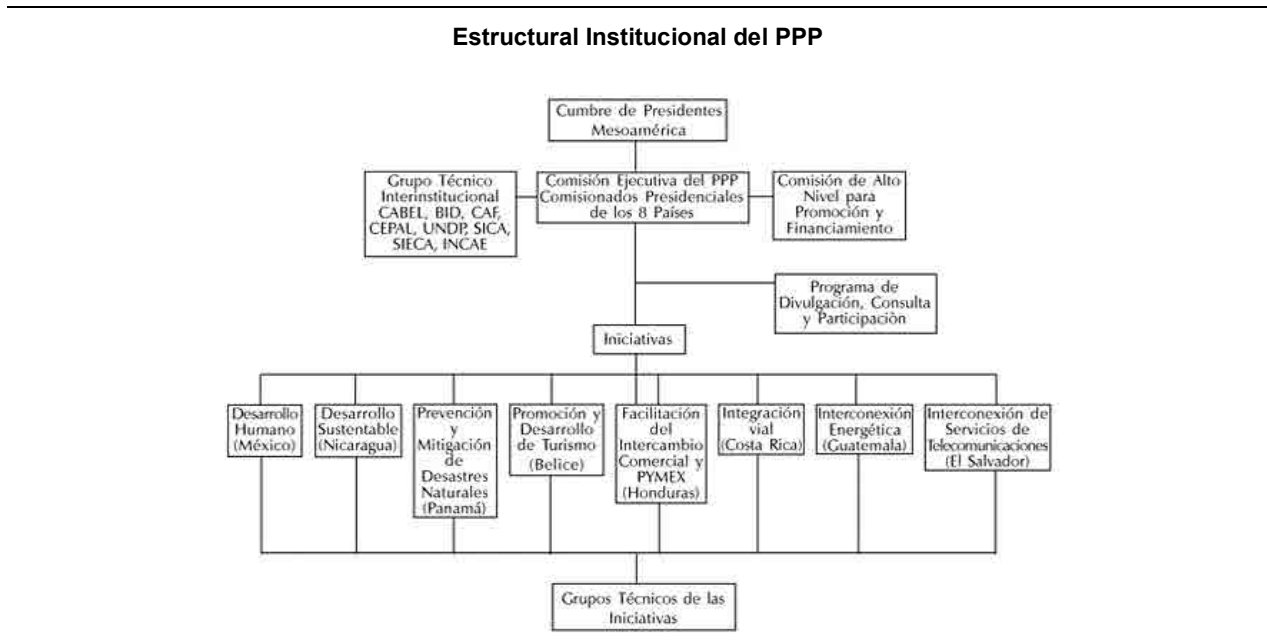 Estructural Institucional del PPP
Cumbre de Presidentes
Mesoamérica
Grupo Técnico
Interinstitucional
CABEL, BID, CAF,
CEPAL, UNDP, SICA,
SIECA, INCAE
Comisión Ejecutiva del PPP
Comisionados Presidenciales
de los 8 Países
Comisión de Alto
Nivel para
Promoción y
Financiamiento
Programa de
Divulgación, Consulta
y Participaciòn
Iniciativas
Desarrollo
Humano
(México)
Desarrollo
Sustentable
(Nicaragua)
Prevención
y
Mitigación
de
Desastres
Naturales
(Panamá)
Promoción y
Desarrollo
de Turismo
(Belice)
Facilitación
del
Intercambio
Comercial y
PYMEX
(Honduras)
Integración
vial
(Costa Rica)
Interconexión
Energética
(Guatemala)
Interconexión de
Servicios de
Telecomunicaciones
(El Salvador)
Grupos Técnicos de las
Iniciativas